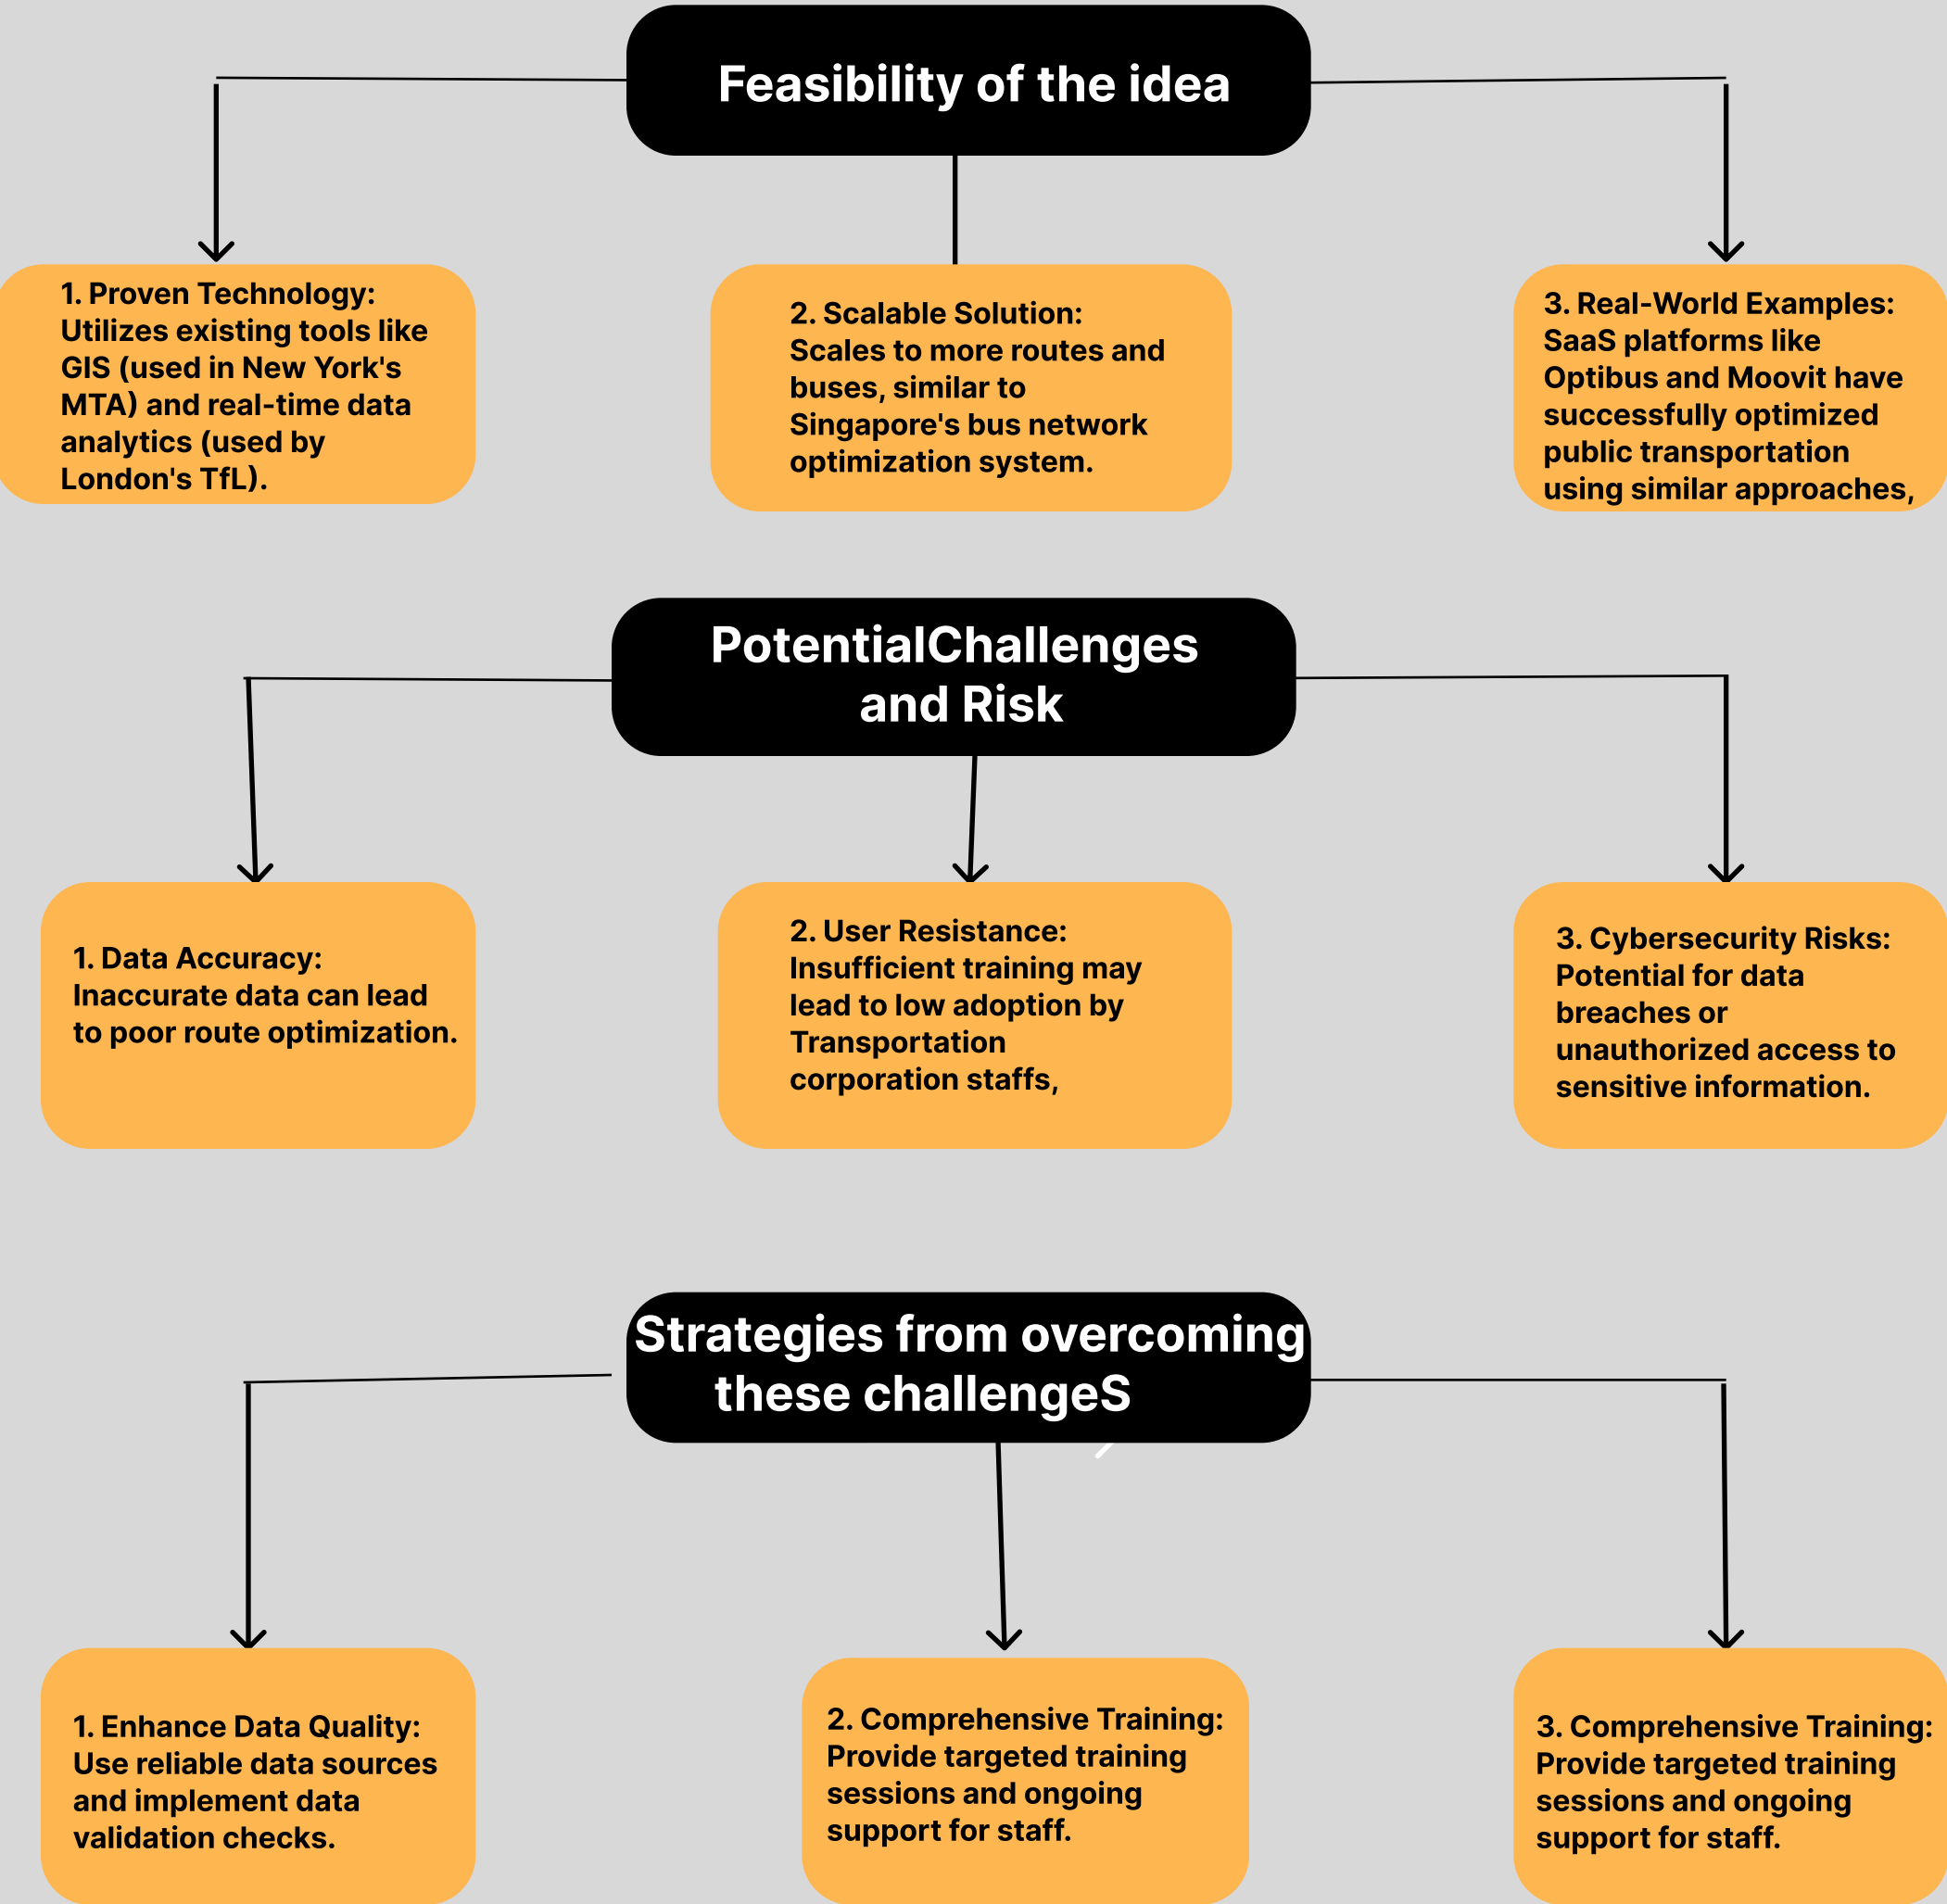 Feasibility of the idea
1. Proven Technology:
Utilizes existing tools like
GIS (used in New York's
MTA) and real-time data
analytics (used by
London's TfL).
2. Scalable Solution:
Scales to more routes and
buses, similar to
Singapore's bus network
optimization system.
3. Real-World Examples:
SaaS platforms like
Optibus and Moovit have
successfully optimized
public transportation
using similar approaches,
PotentialChallenges
and Risk
1. Data Accuracy:
Inaccurate data can lead
to poor route optimization.
2. User Resistance:
Insufficient training may
lead to low adoption by
Transportation
corporation staffs,
3. Cybersecurity Risks:
Potential for data
breaches or
unauthorized access to
sensitive information.
Strategies from overcoming
these challengeS
1. Enhance Data Quality:
Use reliable data sources
and implement data
validation checks.
2. Comprehensive Training:
Provide targeted training
sessions and ongoing
support for staff.
3. Comprehensive Training:
Provide targeted training
sessions and ongoing
support for staff.